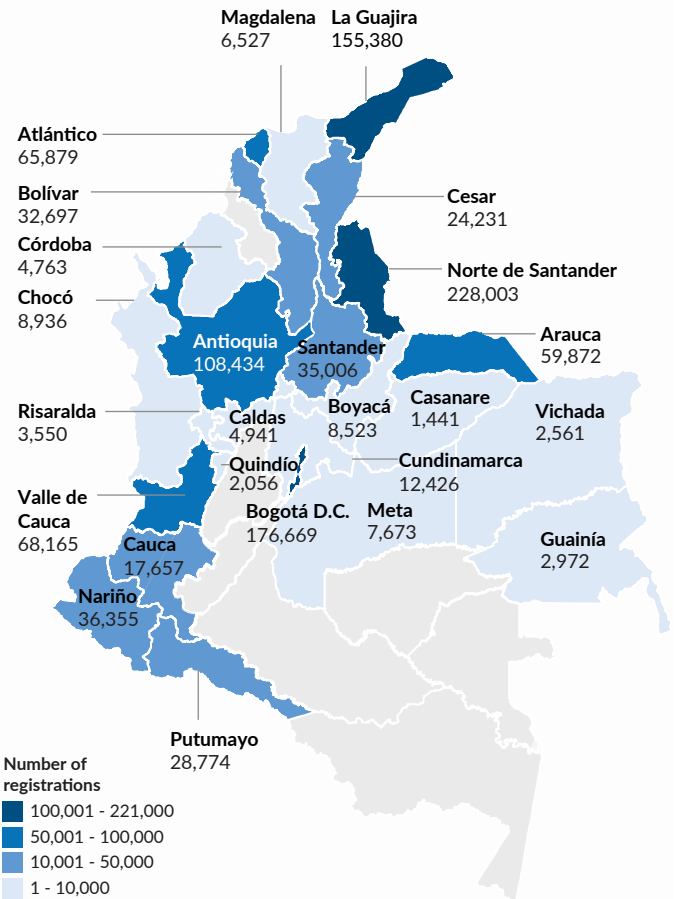 Magdalena
6,527
La Guajira
155,380
Atlántico
65,879
Bolívar
32,697
Cesar
24,231
Córdoba
4,763
Norte de Santander
228,003
Chocó
8,936
Antioquia
108,434
Santander
35,006
Arauca
59,872
Risaralda
3,550
Caldas
4,941
Boyacá
8,523
Casanare
1,441
Vichada
2,561
Quindío
2,056
Cundinamarca
12,426
Valle de
Cauca
68,165
Bogotá D.C.
176,669
Meta
7,673
Guainía
2,972
Cauca
17,657
Nariño
36,355
Putumayo
28,774
Number of
registrations
100,001 - 221,000
50,001 - 100,000
10,001 - 50,000
1 - 10,000